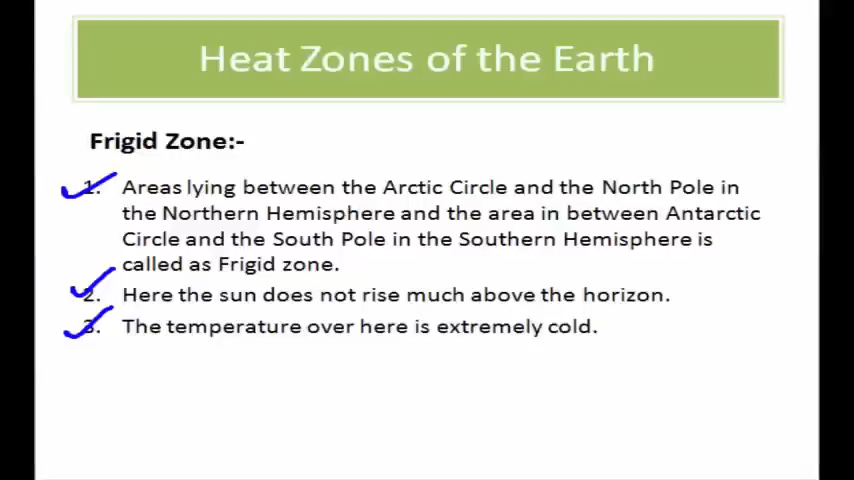 Heat Zones of the Earth
Frigid Zone:-
1. Areas lying between the Arctic Circle and the North Pole in
the Northern Hemisphere and the area in between Antarctic
Circle and the South Pole in the Southern Hemisphere is
called as Frigid zone.
2. Here the sun does not rise much above the horizon.
3. The temperature over here is extremely cold.